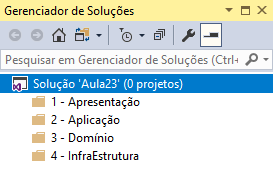 Gerenciador de Soluções
Pesquisar em Gerenciador de Soluções (Ctrl+
Solução 'Aula23' (0 projetos)
1 - Apresentação
2 - Aplicação
3 - Domínio
4 - InfraEstrutura